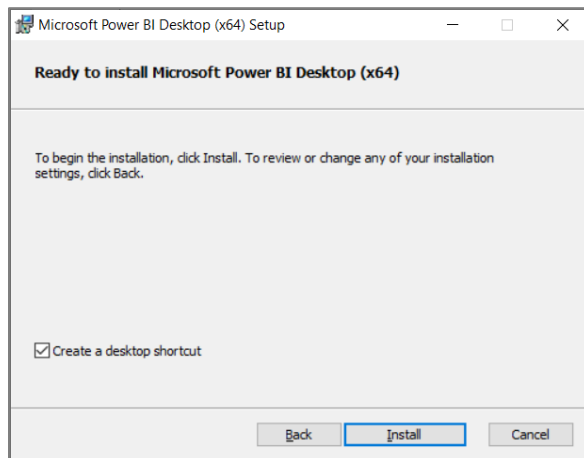 Microsoft Power BI Desktop (x64) Setup
Ready to install Microsoft Power BI Desktop (x64)
To begin the installation, click Install. To review or change any of your installation
settings, click Back.
Create a desktop shortcut
Back Install Cancel